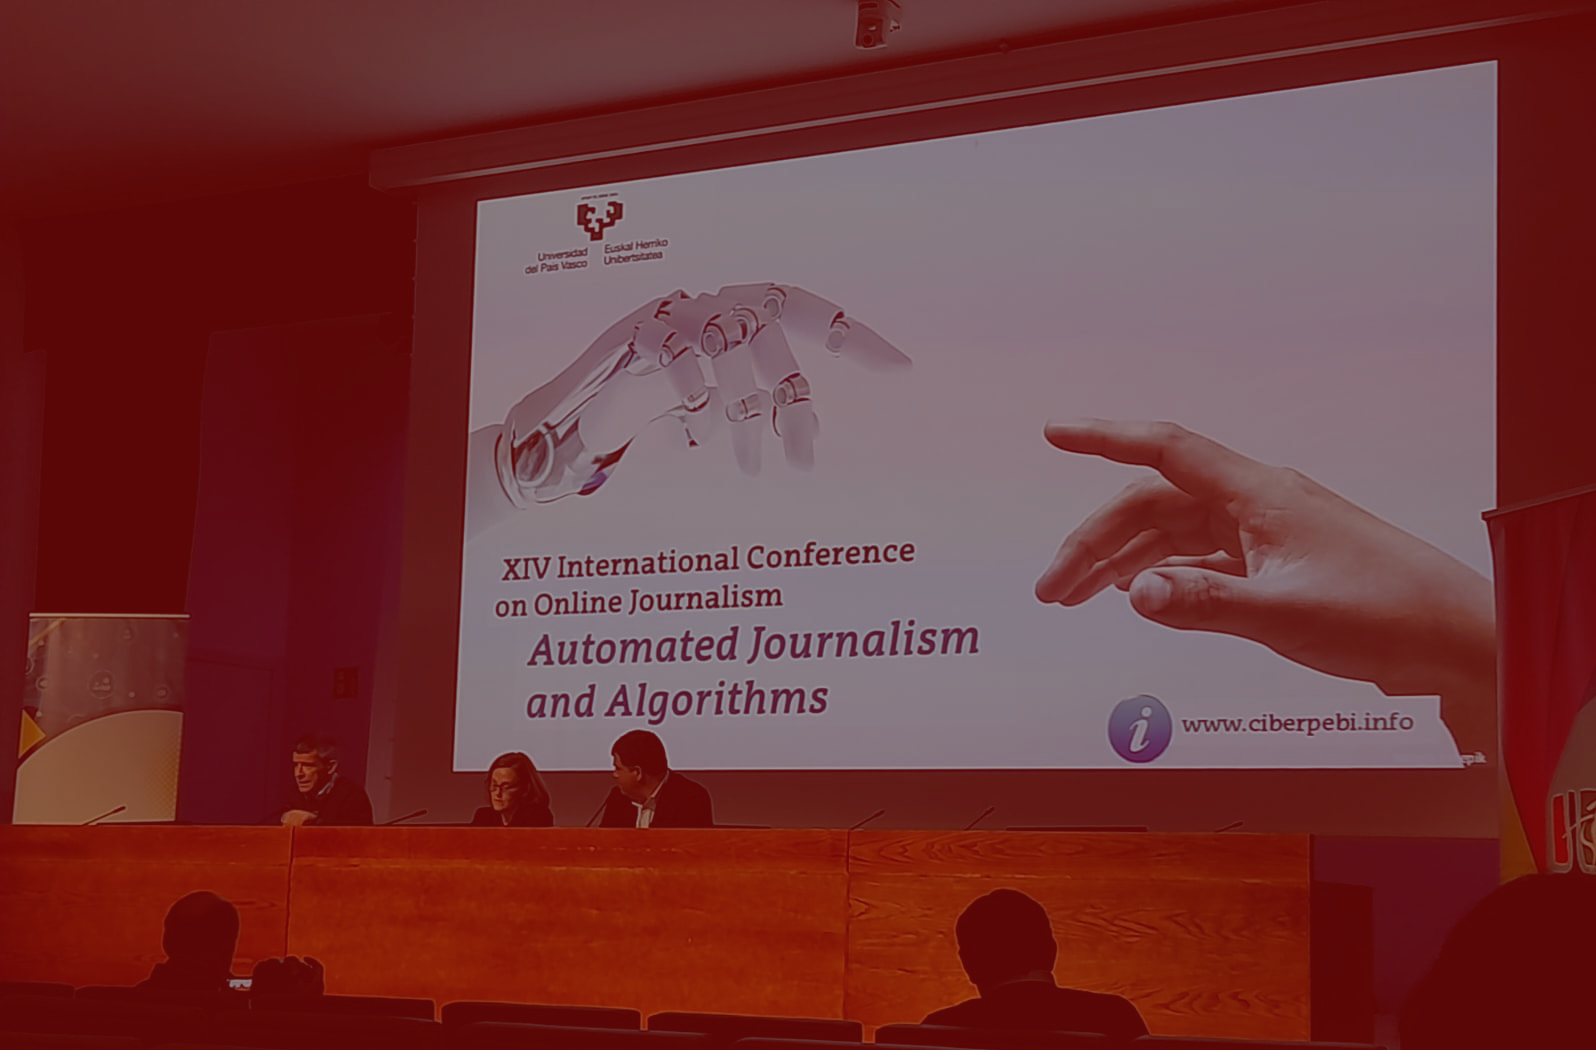 Universidad
del País Vasco
Euskal Herriko
Unibertsitatea
XIV International Conference
on Online Journalism
Automated Journalism
and Algorithms
i
www.ciberpebi.info